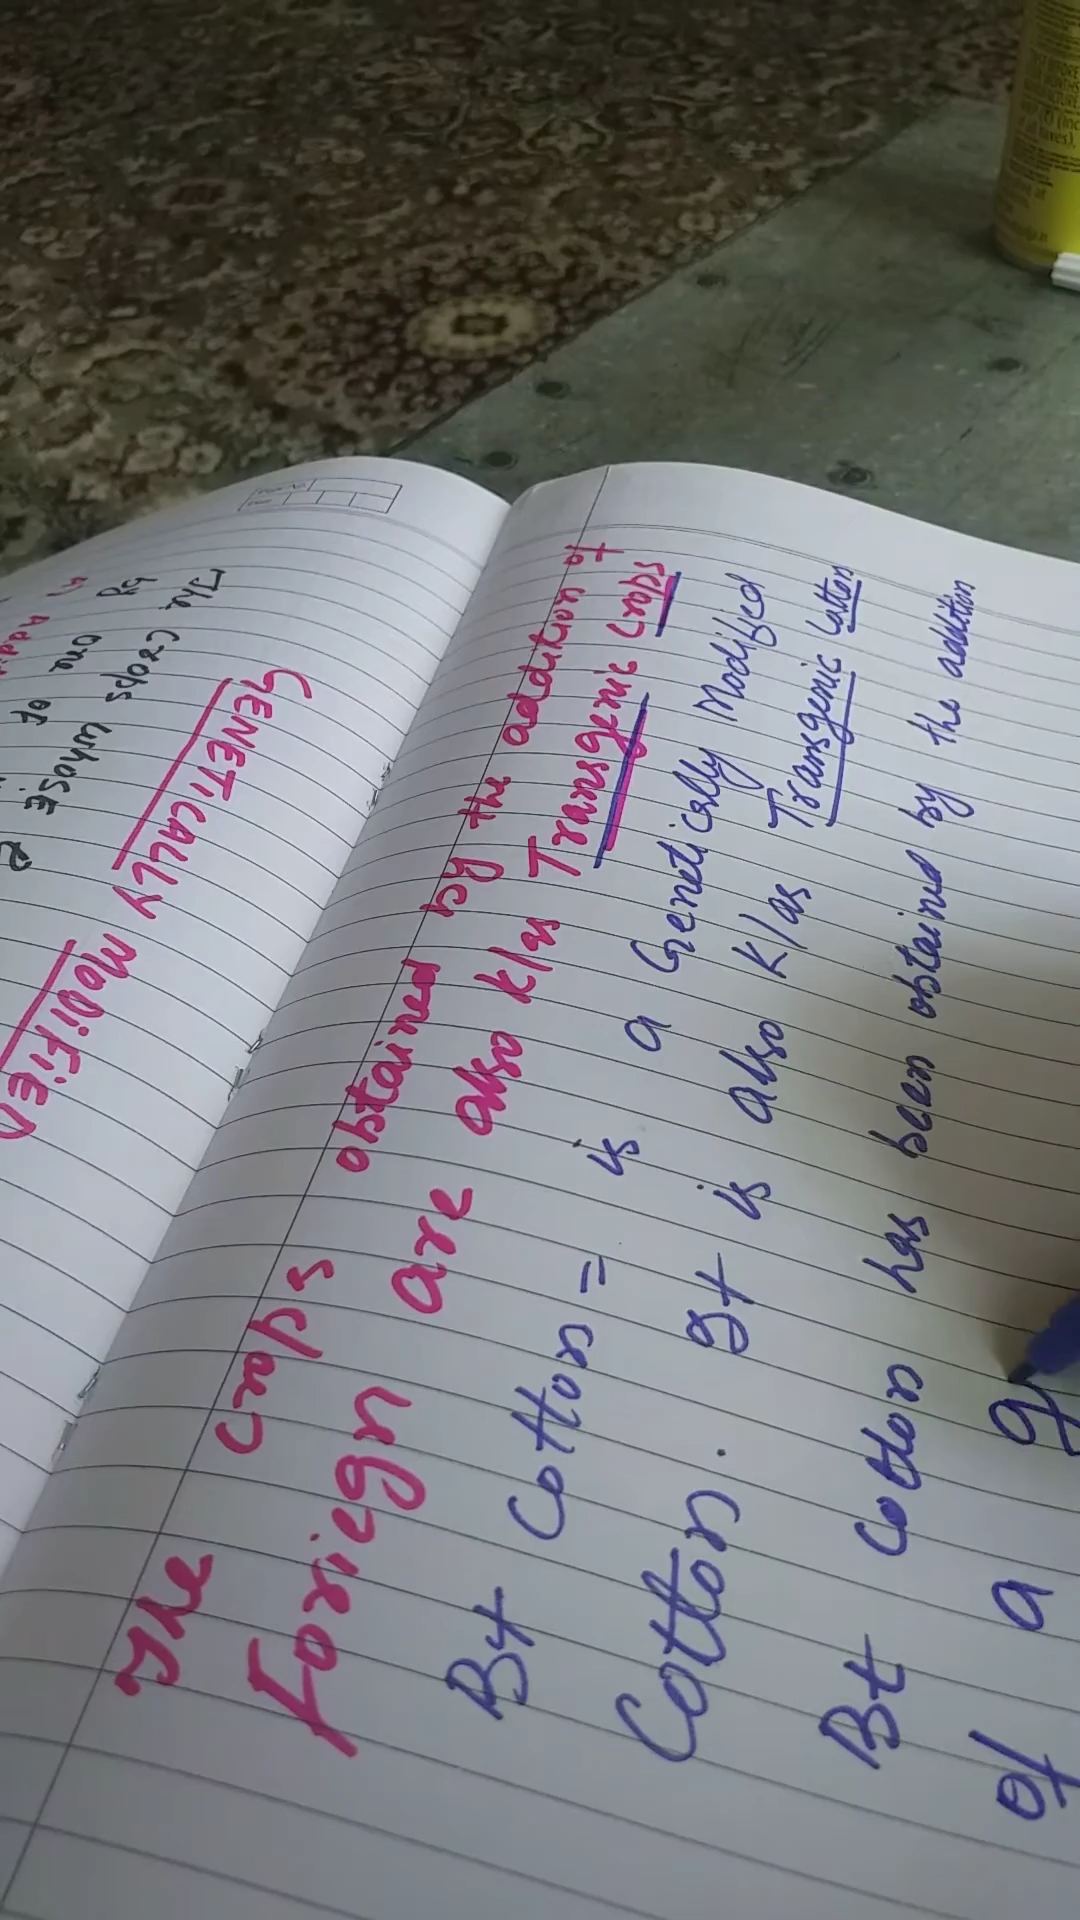 GENETICALLY MODIFIED
The Crops whose
by one of
The crops obtained by the addition of
foriegn are also k/as Transgenic crops
Bt Cotton = is a Genetically Modified
Cotton. It is also k/as Transgenic Cotton
Bt cotton has been obtained by the addition
of a g